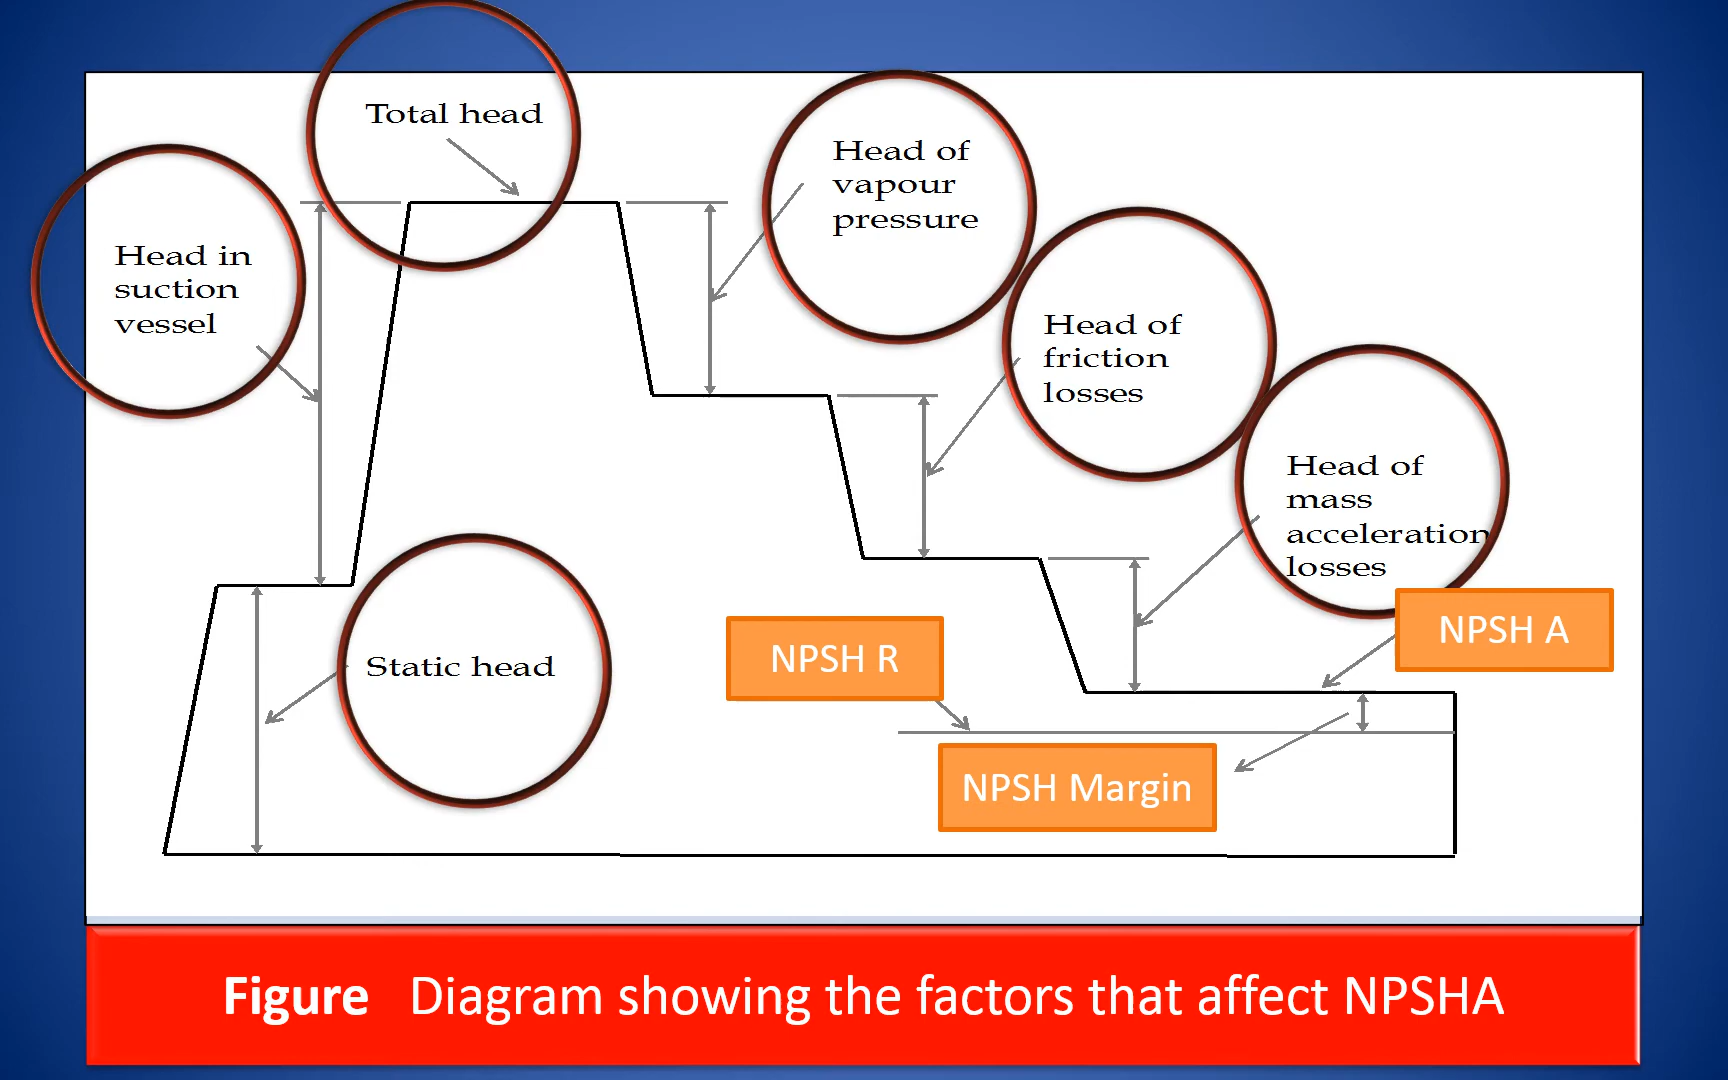 Total head
Head of
vapour
pressure
Head in
suction
vessel
Head of
friction
losses
Head of
mass
acceleration
losses
Static head
NPSH R
NPSH A
NPSH Margin
Figure Diagram showing the factors that affect NPSHA